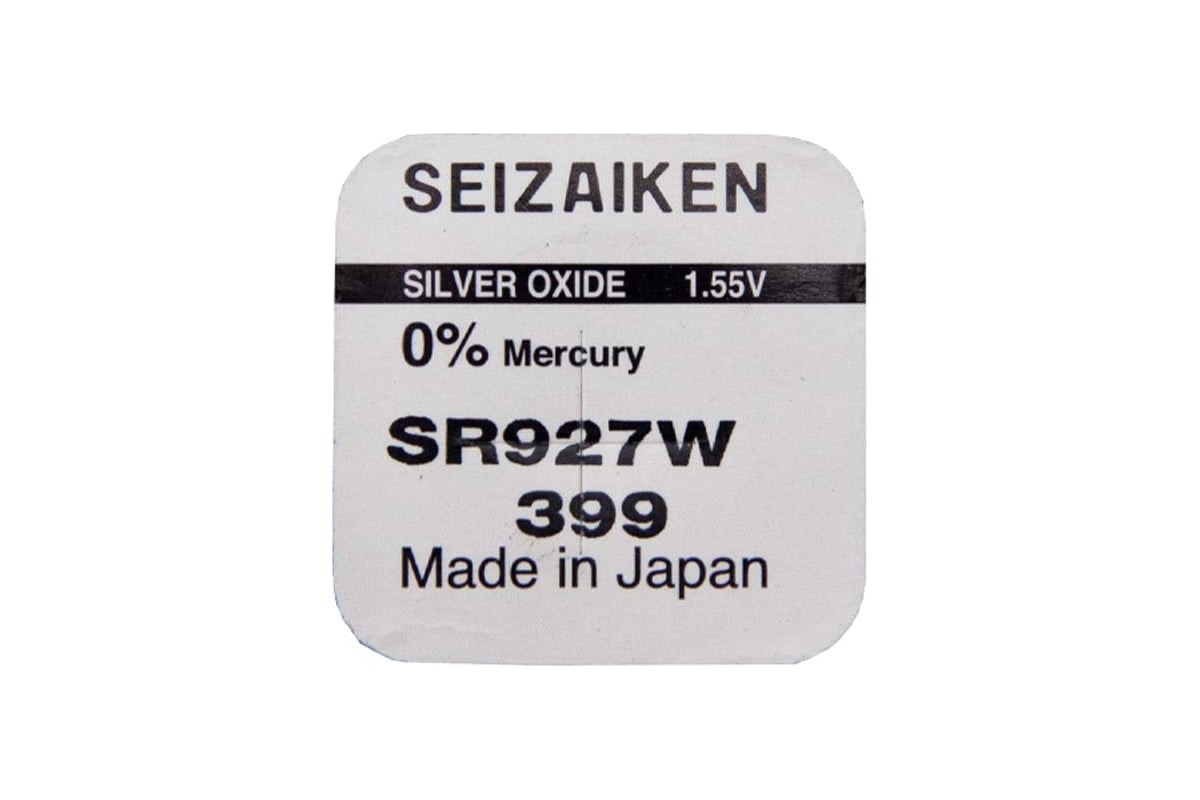 SEIZAIKEN
SILVER OXIDE 1.55V
0% Mercury
SR927W
399
Made in Japan